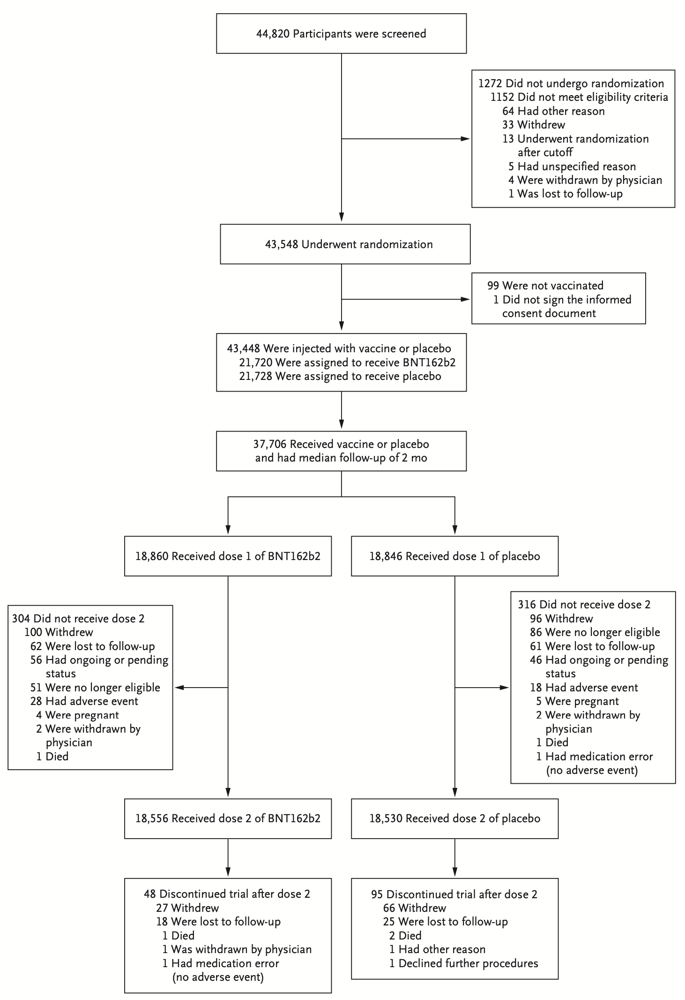 44,820 Participants were screened
1272 Did not undergo randomization
1152 Did not meet eligibility criteria
64 Had other reason
33 Withdrew
13 Underwent randomization
after cutoff
5 Had unspecified reason
4 Were withdrawn by physician
1 Was lost to follow-up
43,548 Underwent randomization
99 Were not vaccinated
1 Did not sign the informed
consent document
43,448 Were injected with vaccine or placebo
21,720 Were assigned to receive BNT162b2
21,728 Were assigned to receive placebo
37,706 Received vaccine or placebo
and had median follow-up of 2 mo
18,860 Received dose 1 of BNT162b2
18,846 Received dose 1 of placebo
304 Did not receive dose 2
100 Withdrew
62 Were lost to follow-up
56 Had ongoing or pending
status
51 Were no longer eligible
28 Had adverse event
4 Were pregnant
2 Were withdrawn by
physician
1 Died
316 Did not receive dose 2
96 Withdrew
86 Were no longer eligible
61 Were lost to follow-up
46 Had ongoing or pending
status
18 Had adverse event
5 Were pregnant
2 Were withdrawn by
physician
1 Died
1 Had medication error
(no adverse event)
18,556 Received dose 2 of BNT162b2
18,530 Received dose 2 of placebo
48 Discontinued trial after dose 2
27 Withdrew
18 Were lost to follow-up
1 Died
1 Was withdrawn by physician
1 Had medication error
(no adverse event)
95 Discontinued trial after dose 2
66 Withdrew
25 Were lost to follow-up
2 Died
1 Had other reason
1 Declined further procedures